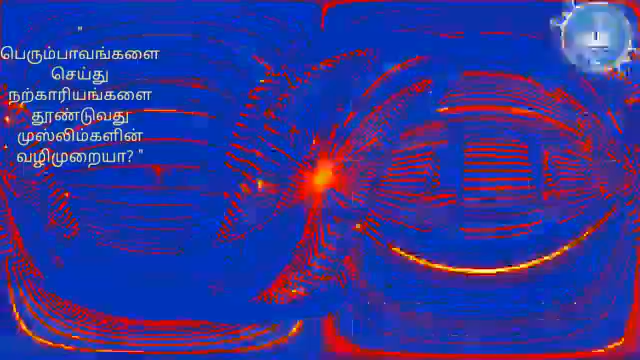 "
பெரும்பாவங்களை
செய்து
நற்காரியங்களை
தூண்டுவது
முஸ்லிம்களின்
வழிமுறையா? "